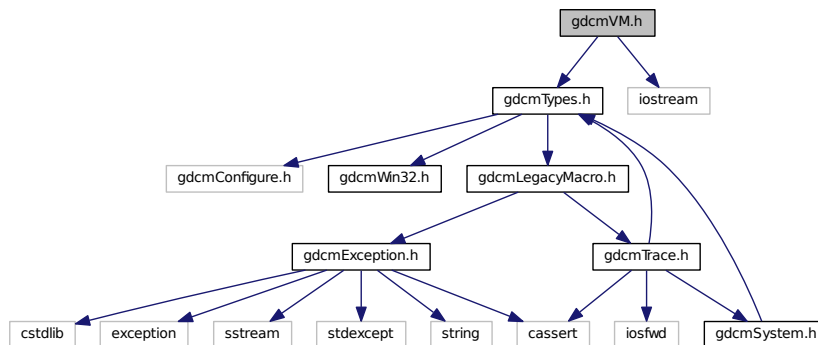 gdcmVM.h
gdcmTypes.h
iostream
gdcmConfigure.h
gdcmWin32.h
gdcmLegacyMacro.h
gdcmException.h
gdcmTrace.h
cstdlib
exception
sstream
stdexcept
string
cassert
iosfwd
gdcmSystem.h